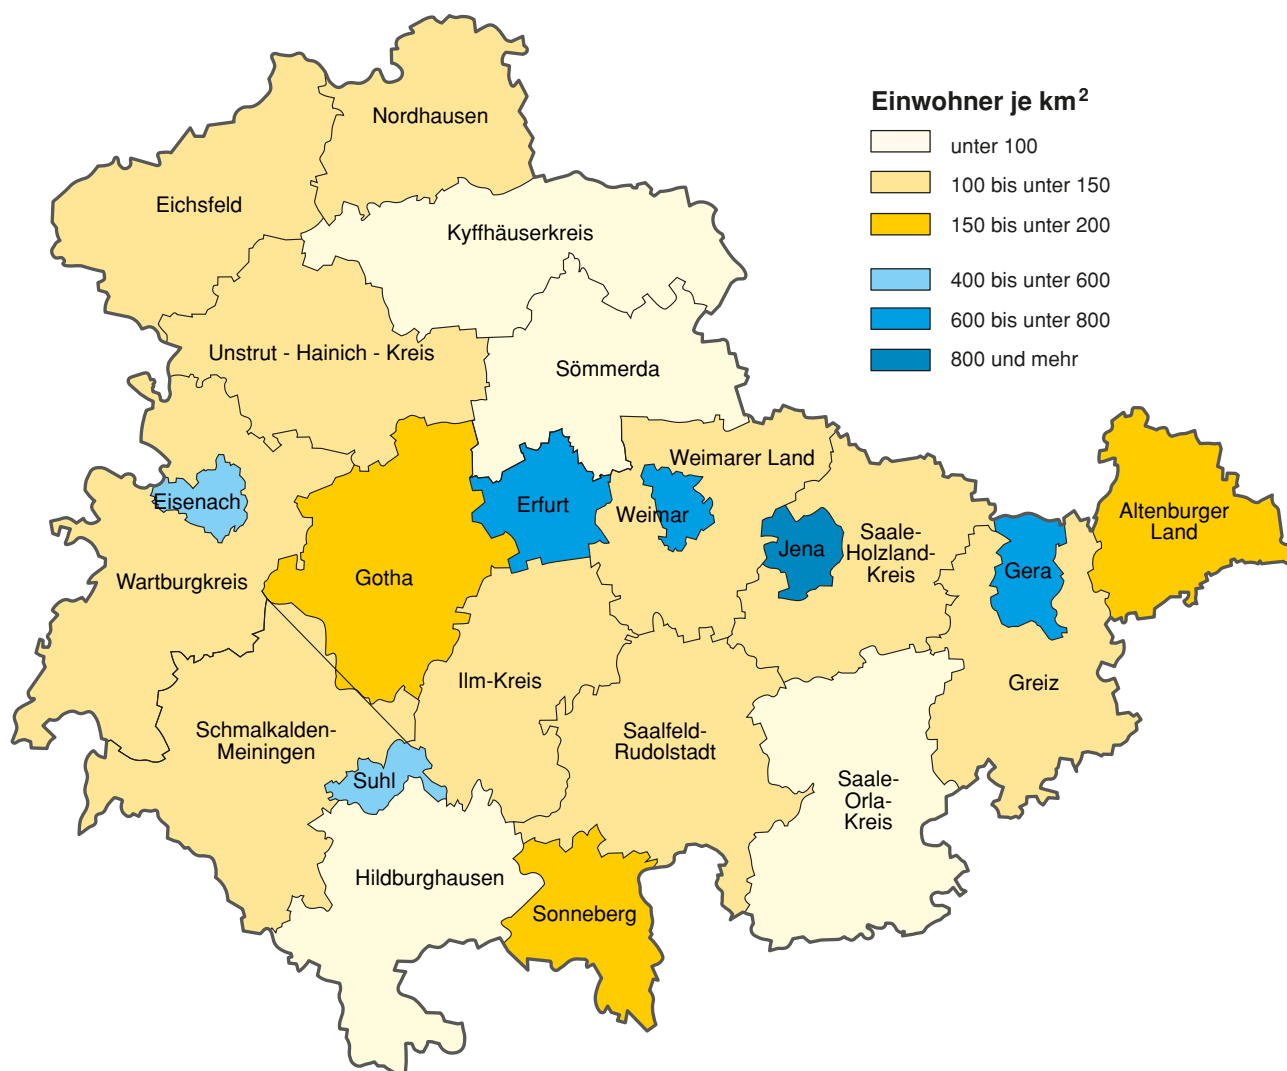 Einwohner je km²
unter 100
100 bis unter 150
150 bis unter 200
400 bis unter 600
600 bis unter 800
800 und mehr
Nordhausen
Eichsfeld
Kyffhäuserkreis
Unstrut - Hainich - Kreis
Sömmerda
Weimarer Land
Eisenach
Erfurt
Weimar
Altenburger
Land
Jena
Saale-
Holzland-
Kreis
Wartburgkreis
Gotha
Gera
Ilm-Kreis
Greiz
Schmalkalden-
Meiningen
Saalfeld-
Rudolstadt
Suhl
Saale-
Orla-
Kreis
Hildburghausen
Sonneberg